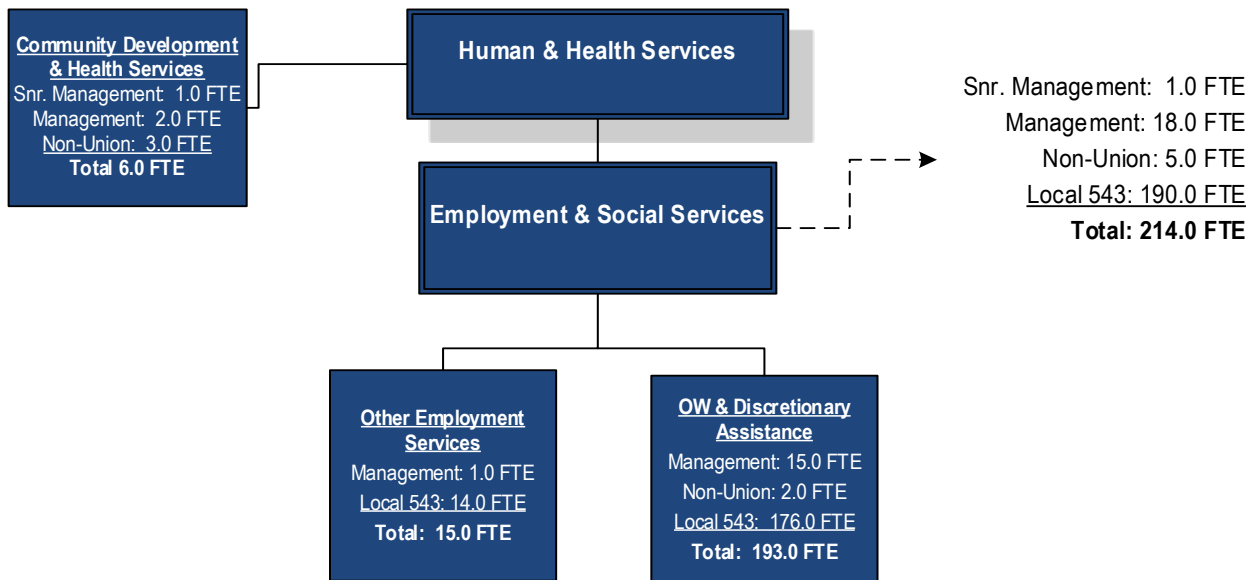 Community Development
& Health Services
Snr. Management: 1.0 FTE
Management: 2.0 FTE
Non-Union: 3.0 FTE
Total 6.0 FTE
Human & Health Services
Snr. Management: 1.0 FTE
Management: 18.0 FTE
Non-Union: 5.0 FTE
Local 543: 190.0 FTE
Total: 214.0 FTE
Employment & Social Services
Other Employment
Services
Management: 1.0 FTE
Local 543: 14.0 FTE
Total: 15.0 FTE
OW & Discretionary
Assistance
Management: 15.0 FTE
Non-Union: 2.0 FTE
Local 543: 176.0 FTE
Total: 193.0 FTE